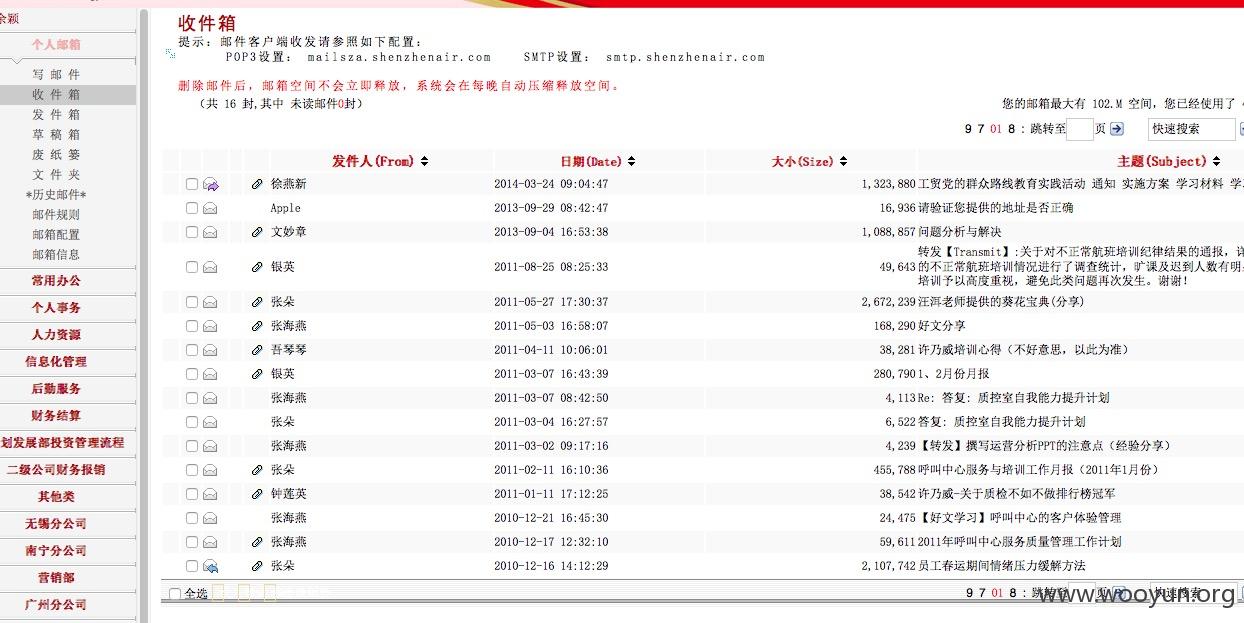 余颖
个人邮箱
写 邮 件
收 件 箱
发 件 箱
草 稿 箱
废 纸 篓
文 件 夹
*历史邮件*
邮件规则
邮箱配置
邮箱信息
常用办公
个人事务
人力资源
信息化管理
后勤服务
财务结算
划发展部投资管理流程
二级公司财务报销
其他类
无锡分公司
南宁分公司
营销部
广州分公司
收件箱
提示: 邮件客户端收发请参照如下配置:
POP3设置: mailsza.shenzhenair.com SMTP设置: smtp.shenzhenair.com
删除邮件后, 邮箱空间不会立即释放, 系统会在每晚自动压缩释放空间。
(共 16 封,其中 未读邮件0封)
您的邮箱最大有 102.M 空间, 您已经使用了
9 7 01 8 : 跳转至 页 快速搜索
发件人(From) 日期(Date) 大小(Size) 主题(Subject)
徐燕新 2014-03-24 09:04:47 1,323,880 工贸党的群众路线教育实践活动 通知 实施方案 学习材料 学
Apple 2013-09-29 08:42:47 16,936 请验证您提供的地址是否正确
文妙章 2013-09-04 16:53:38 1,088,857 问题分析与解决
银英 2011-08-25 08:25:33 49,643 转发【Transmit】:关于对不正常航班培训纪律结果的通报, 详
的不正常航班培训情况进行了调查统计, 旷课及迟到人数有明
培训予以高度重视, 避免此类问题再次发生。谢谢!
张朵 2011-05-27 17:30:37 2,672,239 汪洱老师提供的葵花宝典(分享)
张海燕 2011-05-03 16:58:07 168,290 好文分享
吾琴琴 2011-04-11 10:06:01 38,281 许乃威培训心得（不好意思, 以此为准）
银英 2011-03-07 16:43:39 280,790 1、2月份月报
张海燕 2011-03-07 08:42:50 4,113 Re: 答复: 质控室自我能力提升计划
张朵 2011-03-04 16:27:57 6,522 答复: 质控室自我能力提升计划
张海燕 2011-03-02 09:17:16 4,239 【转发】撰写运营分析PPT的注意点（经验分享）
张朵 2011-02-11 16:10:36 455,788 呼叫中心服务与培训工作月报（2011年1月份）
钟莲英 2011-01-11 17:12:25 38,542 许乃威-关于质检不如不做排行榜冠军
张海燕 2010-12-21 16:45:30 24,475 【好文学习】呼叫中心的客户体验管理
张海燕 2010-12-17 12:32:10 59,611 2011年呼叫中心服务质量管理工作计划
张朵 2010-12-16 14:12:29 2,107,742 员工春运期间情绪压力缓解方法
全选
9 7 01 8 : 跳转至 页 快速搜索
www.wooyun.org